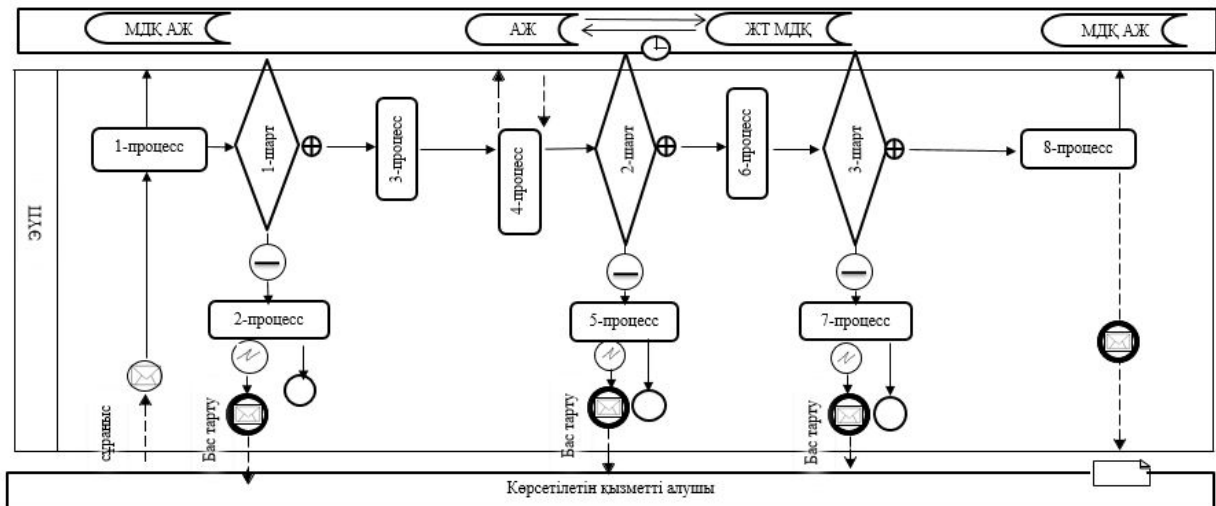 МДҚ АЖ
АЖ
ЖТ МДҚ
МДҚ АЖ
ЭҮП
1-процесс
1-шарт
3-процесс
4-процесс
2-шарт
6-процесс
3-шарт
8-процесс
2-процесс
5-процесс
7-процесс
сұраныс
Бас тарту
Бас тарту
Бас тарту
Көрсетілетін қызметті алушы